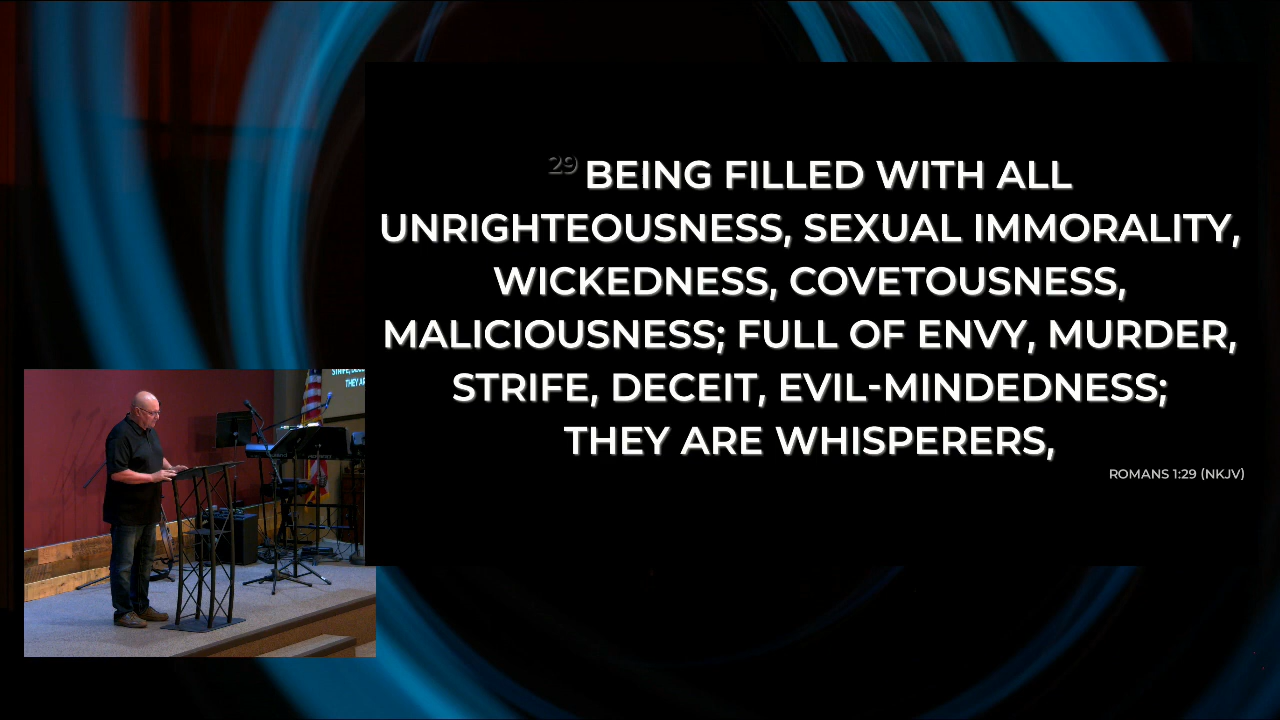 29 BEING FILLED WITH ALL
UNRIGHTEOUSNESS, SEXUAL IMMORALITY,
WICKEDNESS, COVETOUSNESS,
MALICIOUSNESS; FULL OF ENVY, MURDER,
STRIFE, DECEIT, EVIL-MINDEDNESS;
THEY ARE WHISPERERS,
ROMANS 1:29 (NKJV)